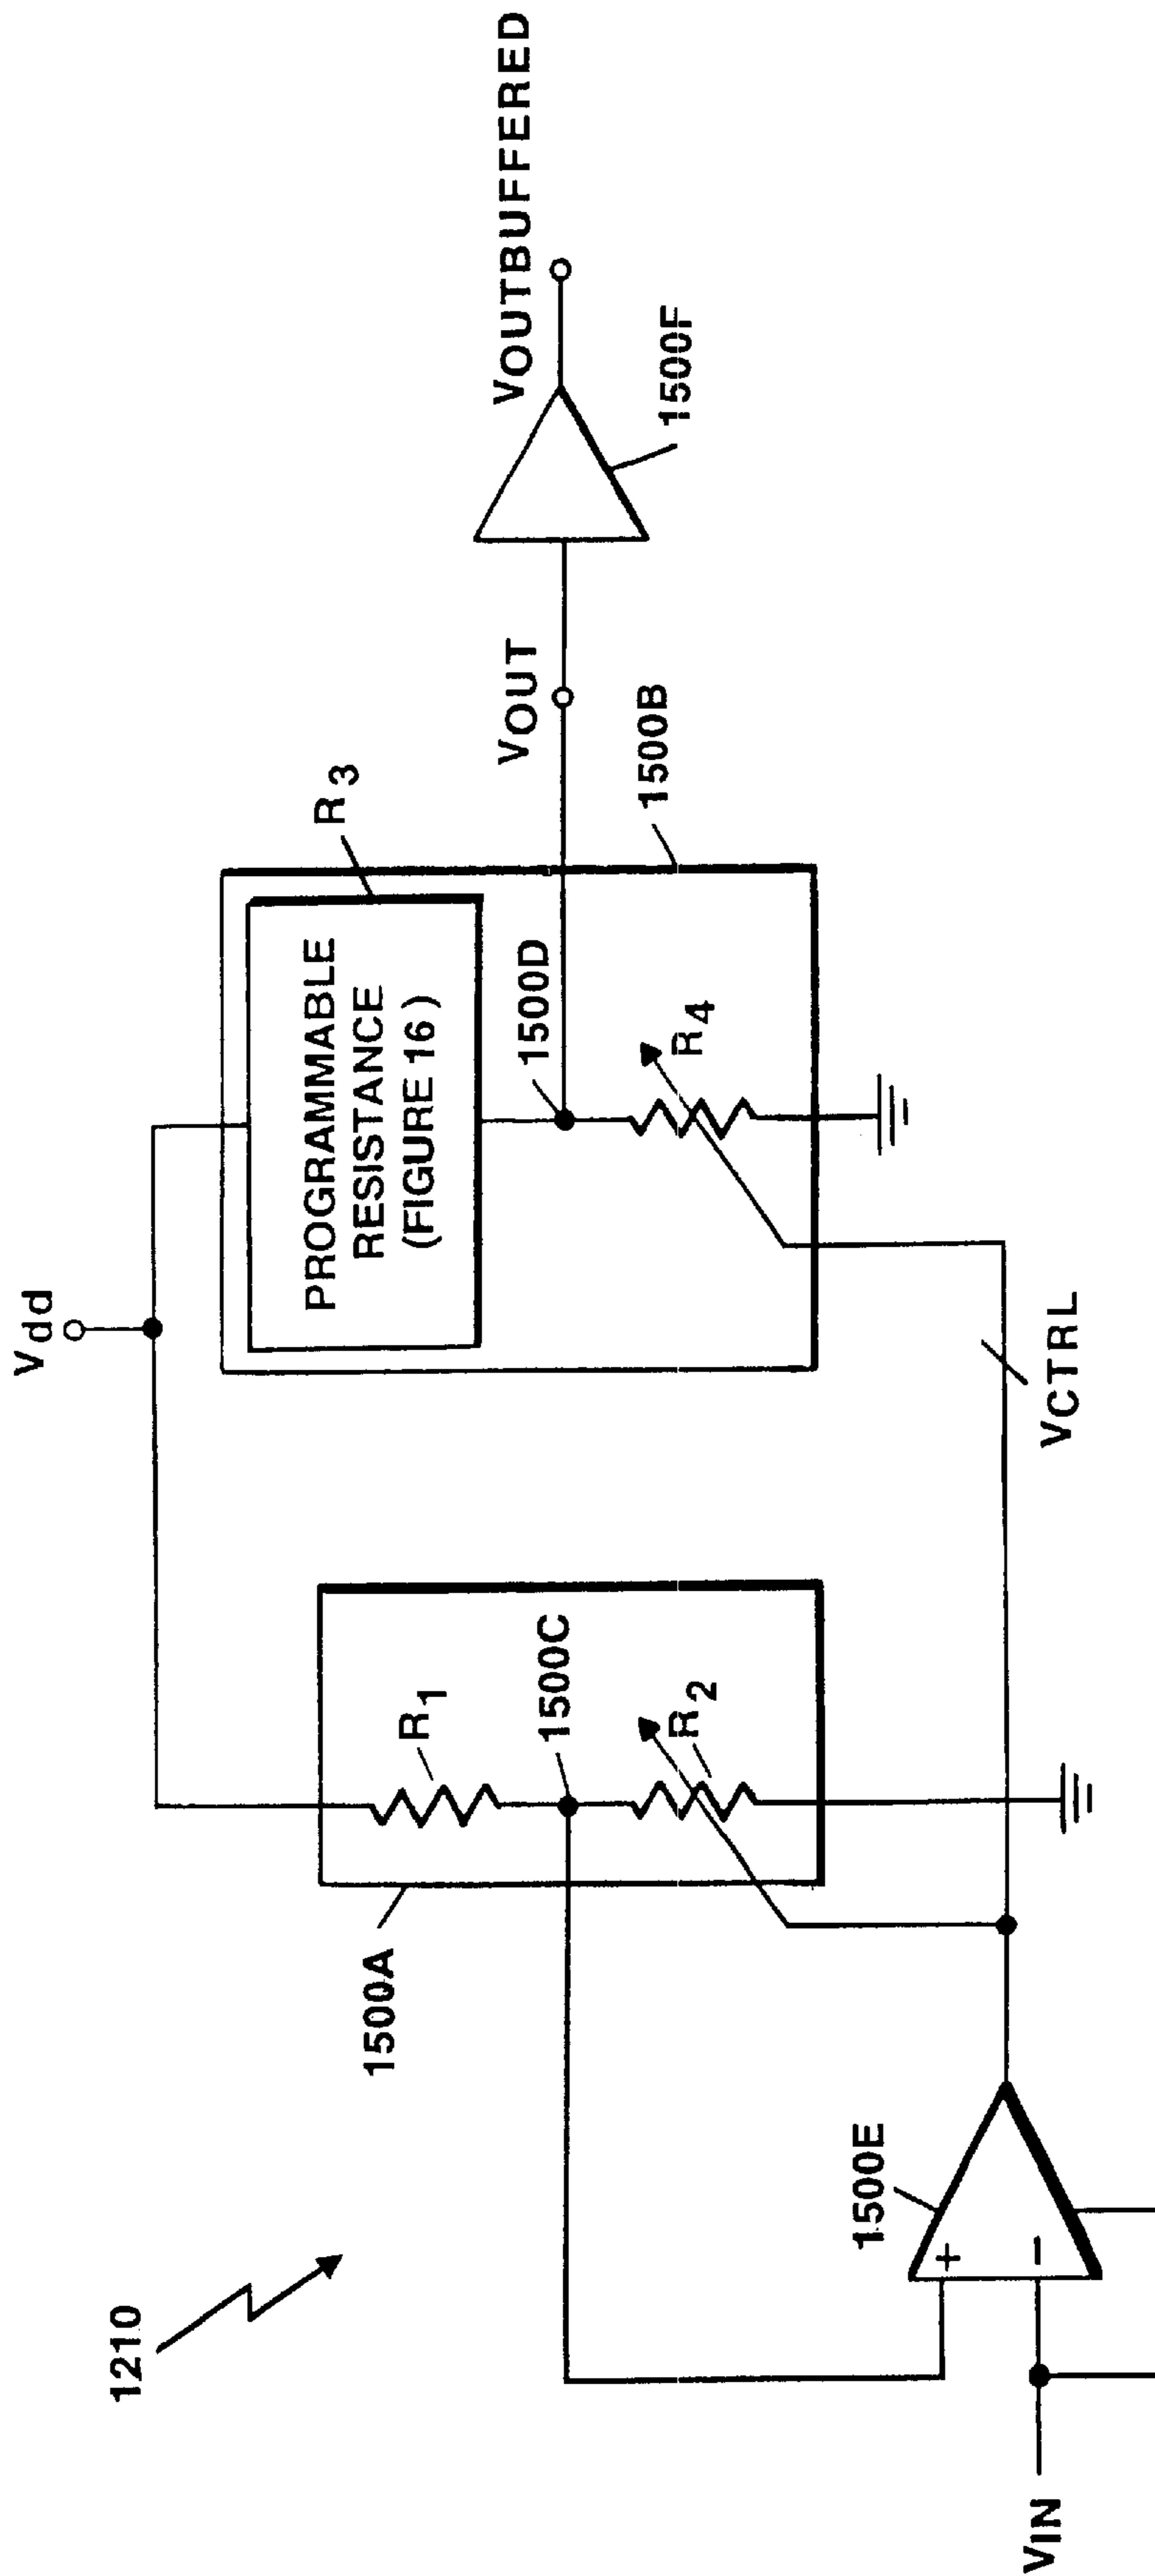 1210
Vdd
1500A
R1
1500C
R2
R3
PROGRAMMABLE
RESISTANCE
(FIGURE 16)
1500D
R4
1500B
VOUT
VOUTBUFFERED
1500F
1500E
+
−
VIN
VCTRL